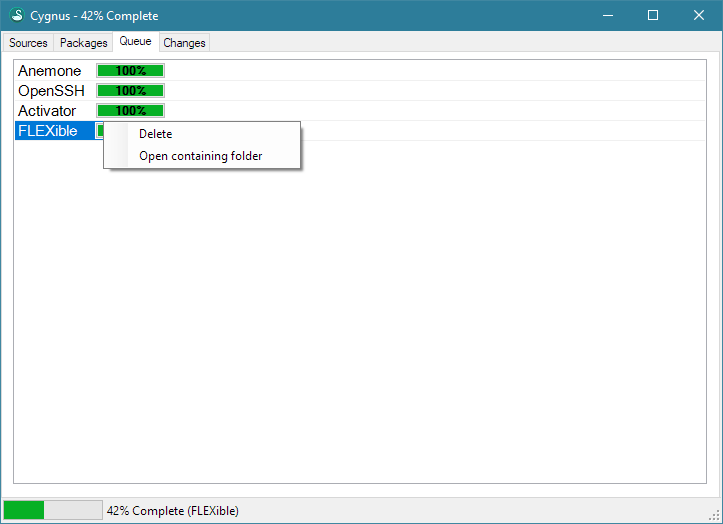 Cygnus - 42% Complete
Sources Packages Queue Changes
Anemone 100%
OpenSSH 100%
Activator 100%
FLEXible
Delete
Open containing folder
42% Complete (FLEXible)